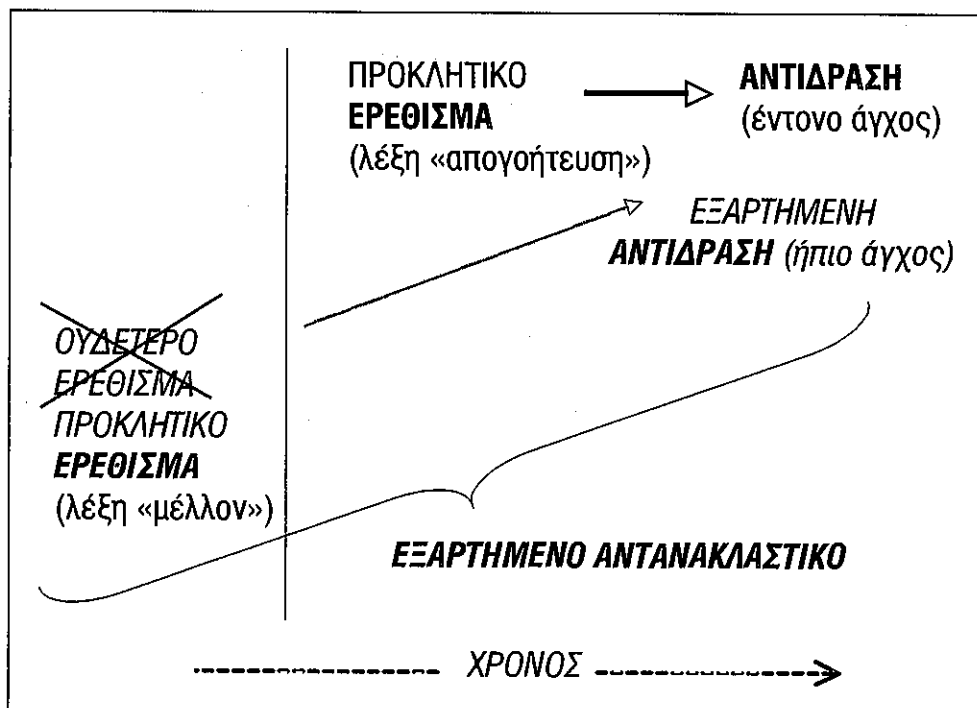 ΠΡΟΚΛΗΤΙΚΟ
ΕΡΕΘΙΣΜΑ
(λέξη «απογοήτευση»)
ΑΝΤΙΔΡΑΣΗ
(έντονο άγχος)
ΕΞΑΡΤΗΜΕΝΗ
ΑΝΤΙΔΡΑΣΗ (ήπιο άγχος)
ΟΥΔΕΤΕΡΟ
ΕΡΕΘΙΣΜΑ
ΠΡΟΚΛΗΤΙΚΟ
ΕΡΕΘΙΣΜΑ
(λέξη «μέλλον»)
ΕΞΑΡΤΗΜΕΝΟ ΑΝΤΑΝΑΚΛΑΣΤΙΚΟ
ΧΡΟΝΟΣ